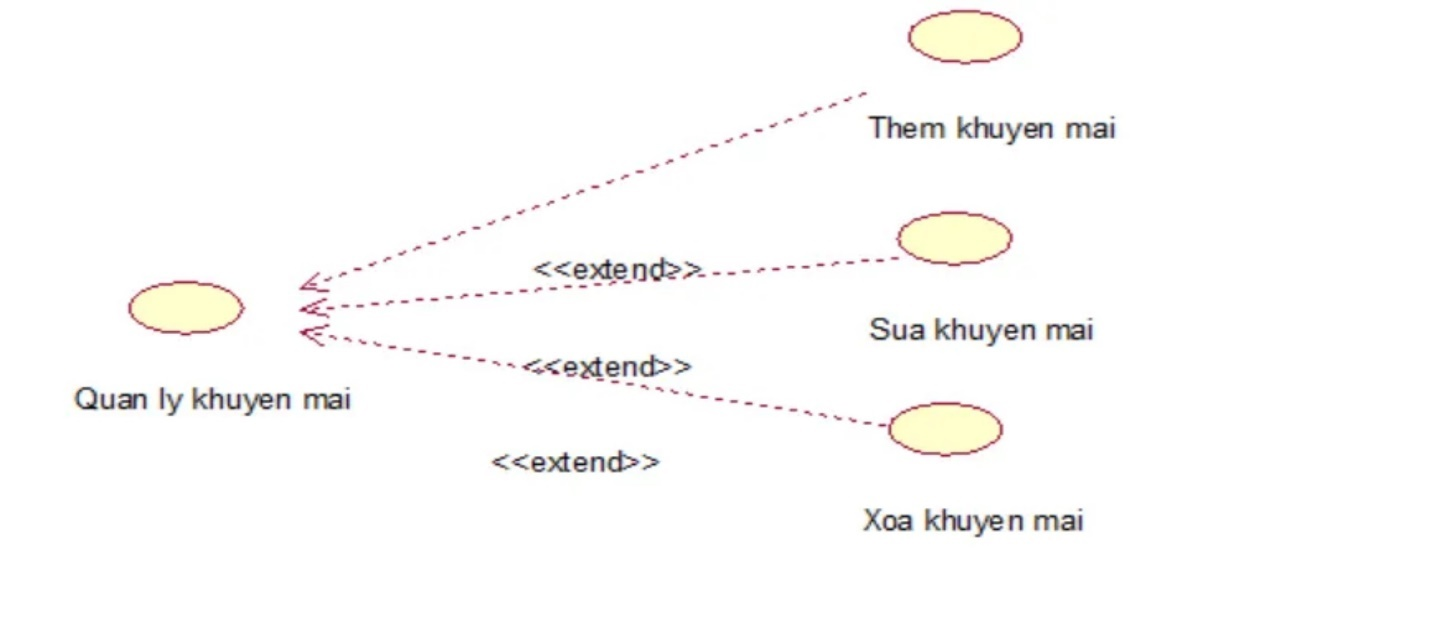 Them khuyen mai
<<extend>>
Sua khuyen mai
<<extend>>
Quan ly khuyen mai
<<extend>>
Xoa khuyen mai